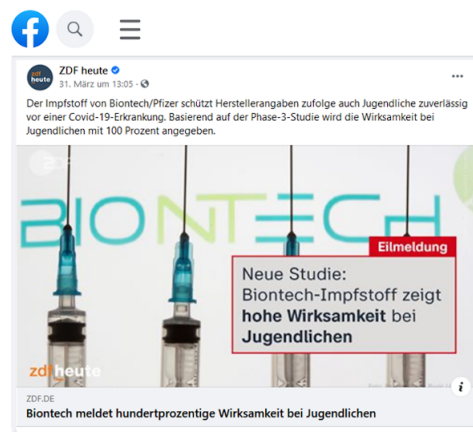 ZDF heute
31. März um 13:05 ·
Der Impfstoff von Biontech/Pfizer schützt Herstellerangaben zufolge auch Jugendliche zuverlässig
vor einer Covid-19-Erkrankung. Basierend auf der Phase-3-Studie wird die Wirksamkeit bei
Jugendlichen mit 100 Prozent angegeben.
BIONTECH
Eilmeldung
Neue Studie:
Biontech-Impfstoff zeigt
hohe Wirksamkeit bei
Jugendlichen
zdfheute
ZDF.DE
Biontech meldet hundertprozentige Wirksamkeit bei Jugendlichen